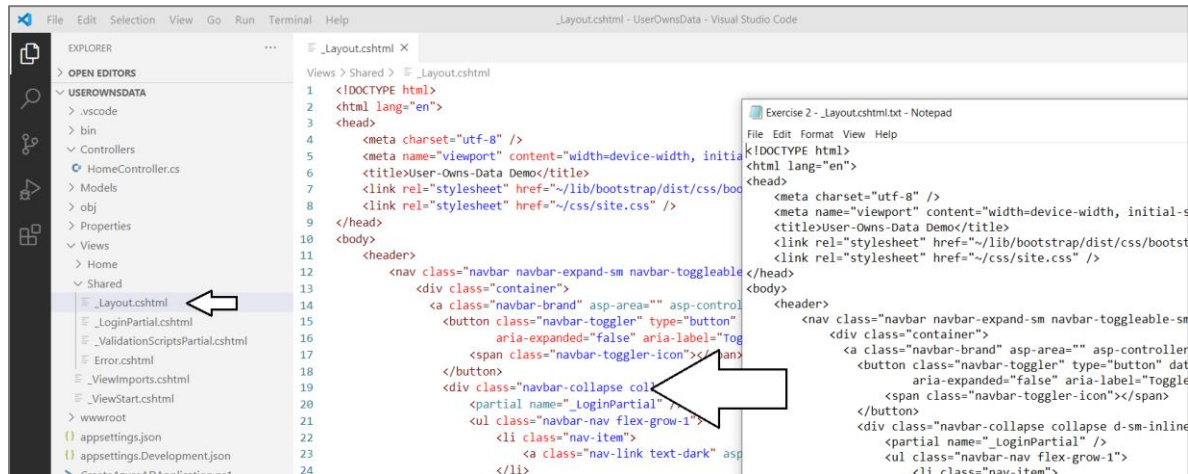 File Edit Selection View Go Run Terminal Help
_Layout.cshtml - UserOwnsData - Visual Studio Code
EXPLORER ...
OPEN EDITORS
USEROWNSDATA
.vscode
bin
Controllers
HomeController.cs
Models
obj
Properties
Views
Home
Shared
_Layout.cshtml
_LoginPartial.cshtml
_ValidationScriptsPartial.cshtml
Error.cshtml
_ViewImports.cshtml
_ViewStart.cshtml
wwwroot
appsettings.json
appsettings.Development.json
_Layout.cshtml
Views > Shared > _Layout.cshtml
1 <!DOCTYPE html>
2 <html lang="en">
3 <head>
4 <meta charset="utf-8" />
5 <meta name="viewport" content="width=device-width, initia
6 <title>User-Owns-Data Demo</title>
7 <link rel="stylesheet" href="~/lib/bootstrap/dist/css/boo
8 <link rel="stylesheet" href="~/css/site.css" />
9 </head>
10 <body>
11 <header>
12 <nav class="navbar navbar-expand-sm navbar-toggleable
13 <div class="container">
14 <a class="navbar-brand" asp-area="" asp-control
15 <button class="navbar-toggler" type="button"
16 aria-expanded="false" aria-label="Tog
17 <span class="navbar-toggler-icon"></span>
18 </button>
19 <div class="navbar-collapse coll
20 <partial name="_LoginPartial" />
21 <ul class="navbar-nav flex-grow-1">
22 <li class="nav-item">
23 <a class="nav-link text-dark" asp
24 </li>
Exercise 2 - _Layout.cshtml.txt - Notepad
File Edit Format View Help
<!DOCTYPE html>
<html lang="en">
<head>
<meta charset="utf-8" />
<meta name="viewport" content="width=device-width, initial-s
<title>User-Owns-Data Demo</title>
<link rel="stylesheet" href="~/lib/bootstrap/dist/css/bootst
<link rel="stylesheet" href="~/css/site.css" />
</head>
<body>
<header>
<nav class="navbar navbar-expand-sm navbar-toggleable-sm
<div class="container">
<a class="navbar-brand" asp-area="" asp-controller
<button class="navbar-toggler" type="button" dat
aria-expanded="false" aria-label="Toggle
<span class="navbar-toggler-icon"></span>
</button>
<div class="navbar-collapse collapse d-sm-inline
<partial name="_LoginPartial" />
<ul class="navbar-nav flex-grow-1">
<li class="nav-item">